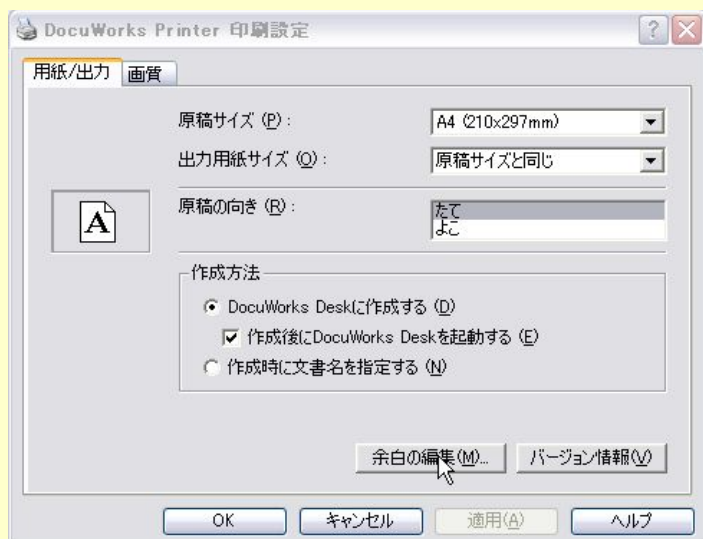 DocuWorks Printer 印刷設定
用紙/出力 画質
原稿サイズ (P) : A4 (210x297mm)
出力用紙サイズ (O) : 原稿サイズと同じ
原稿の向き (R) : たて
よこ
A
作成方法
DocuWorks Deskに作成する (D)
作成後にDocuWorks Deskを起動する (E)
作成時に文書名を指定する (N)
余白の編集(M)... バージョン情報(V)
OK キャンセル 適用(A) ヘルプ